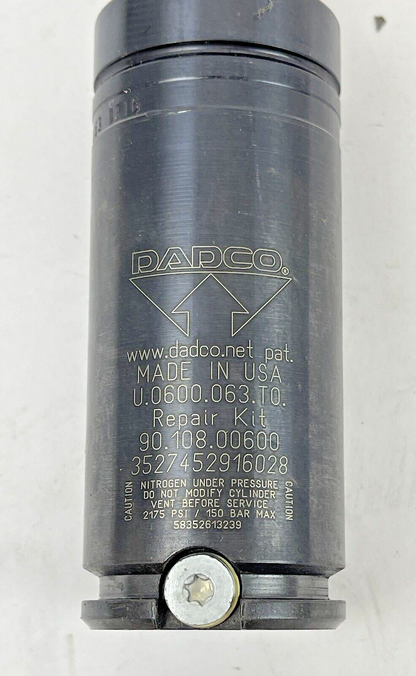 DADCO®
www.dadco.net pat.
MADE IN USA
U.0600.063.TO.
Repair Kit
90.108.00600
3527452916028
CAUTION
NITROGEN UNDER PRESSURE
DO NOT MODIFY CYLINDER
VENT BEFORE SERVICE
2175 PSI / 150 BAR MAX
58352613239
CAUTION